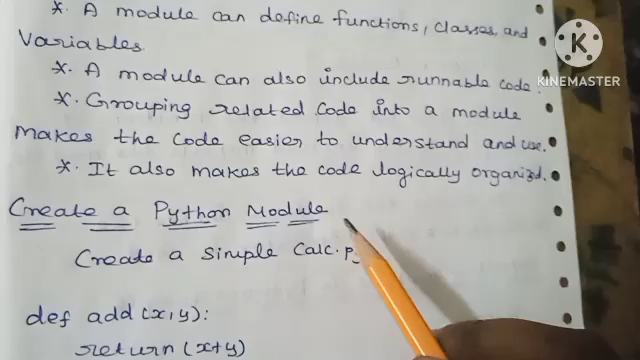 *. A module can define functions, classes, and
Variables.
*. A module can also include runnable code.
*. Grouping related code into a module
makes the code easier to understand and use.
*. It also makes the code logically organized.
Create a Python Module
Create a simple calc.py
def add (x,y):
return (x+y)
K
KINEMASTER